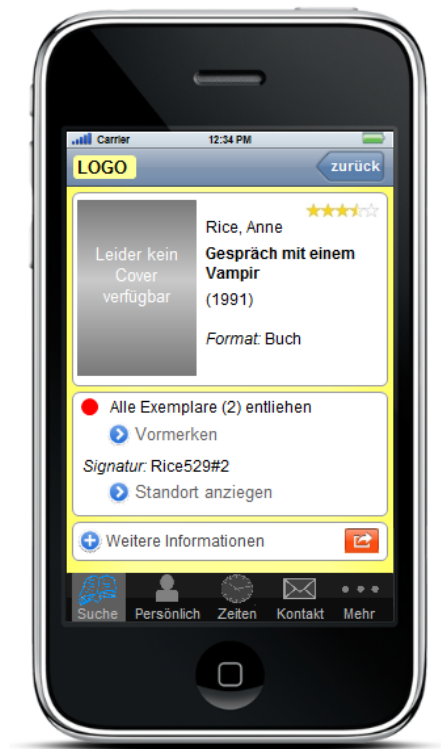 Carrier 12:34 PM
LOGO zurück
Rice, Anne
Leider kein
Cover
verfügbar
Gespräch mit einem
Vampir
(1991)
Format: Buch
Alle Exemplare (2) entliehen
Vormerken
Signatur: Rice529#2
Standort anziegen
Weitere Informationen
Suche Persönlich Zeiten Kontakt Mehr